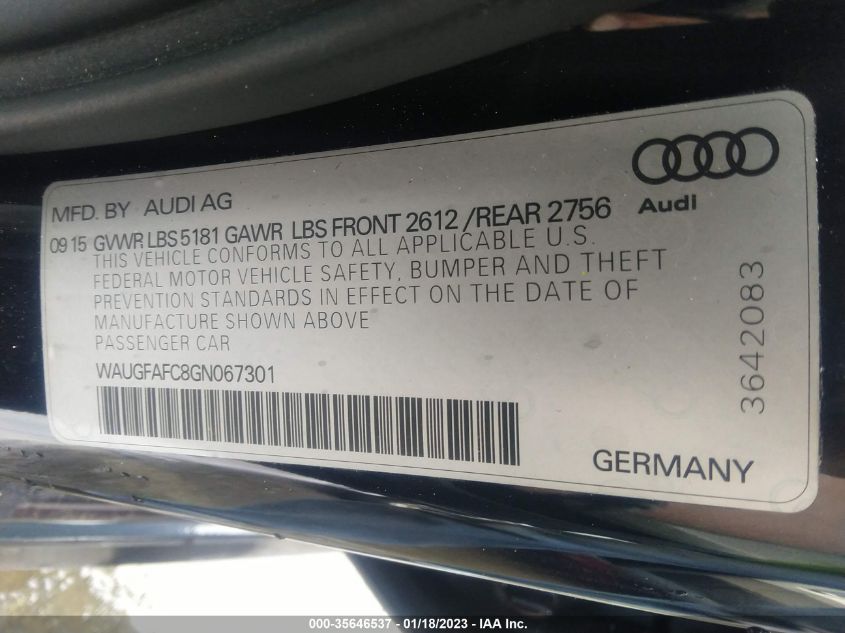 MFD. BY AUDI AG
Audi
09 15 GVWR LBS 5181 GAWR LBS FRONT 2612 /REAR 2756
THIS VEHICLE CONFORMS TO ALL APPLICABLE U.S.
FEDERAL MOTOR VEHICLE SAFETY, BUMPER AND THEFT
PREVENTION STANDARDS IN EFFECT ON THE DATE OF
MANUFACTURE SHOWN ABOVE
PASSENGER CAR
WAUGFAFC8GN067301
3642083
GERMANY
000-35646537 - 01/18/2023 - © IAA Inc.